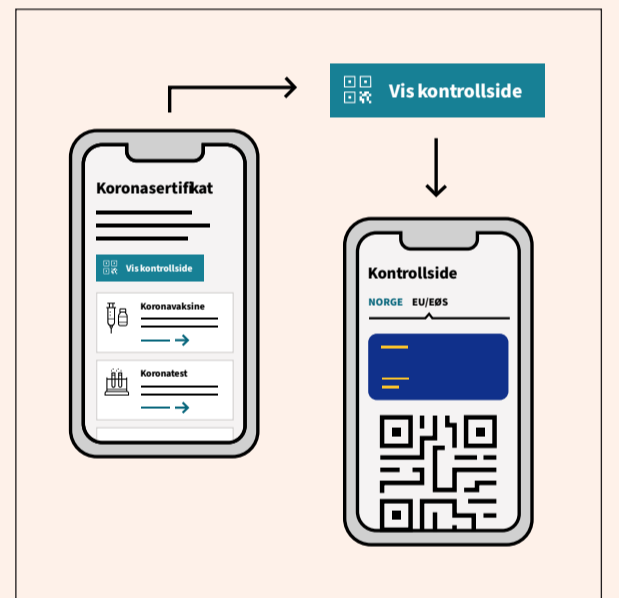 Vis kontrollside
Koronasertifikat
Vis kontrollside
Koronavaksine
Koronatest
Kontrollside
NORGE EU/EØS